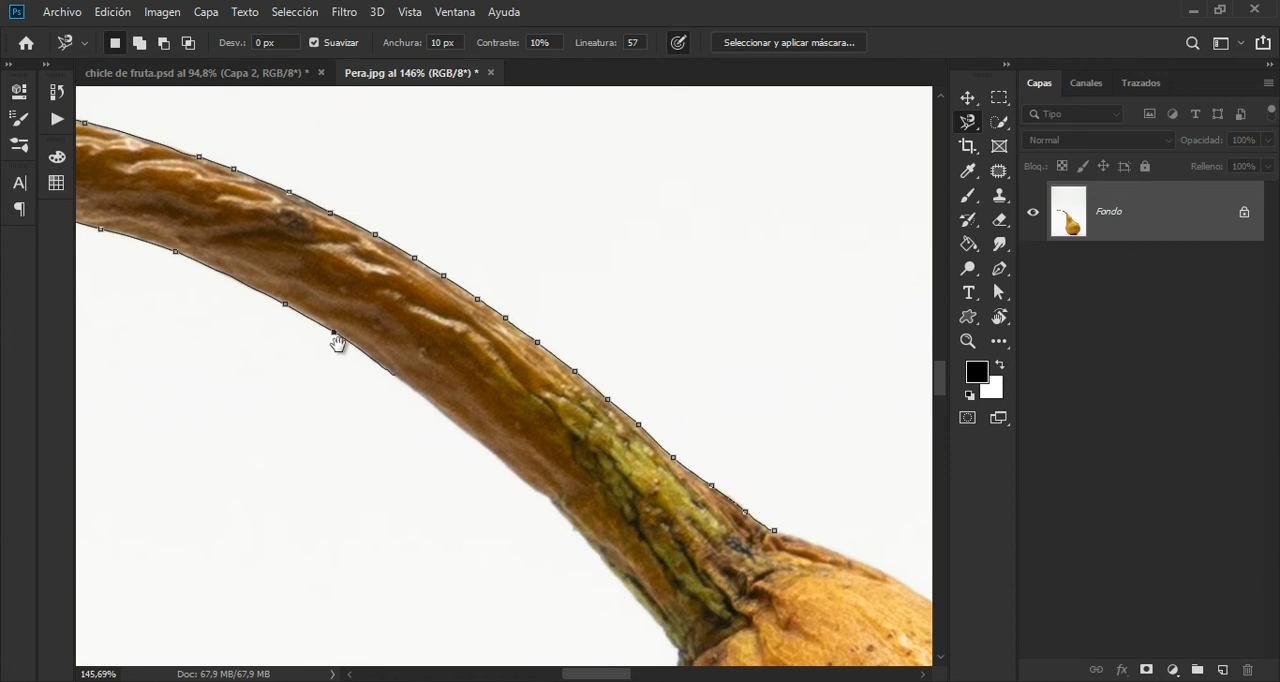 Ps Archivo Edición Imagen Capa Texto Selección Filtro 3D Vista Ventana Ayuda
Desv.: 0 px Suavizar Anchura: 10 px Contraste: 10% Lineatura: 57 Seleccionar y aplicar máscara...
chicle de fruta.psd al 94,8% (Capa 2, RGB/8*) * × Pera.jpg al 146% (RGB/8*) * ×
Capas Canales Trazados
Tipo
Normal Opacidad: 100%
Bloq.: Relleno: 100%
Fondo
145,69% Doc: 67,9 MB/67,9 MB